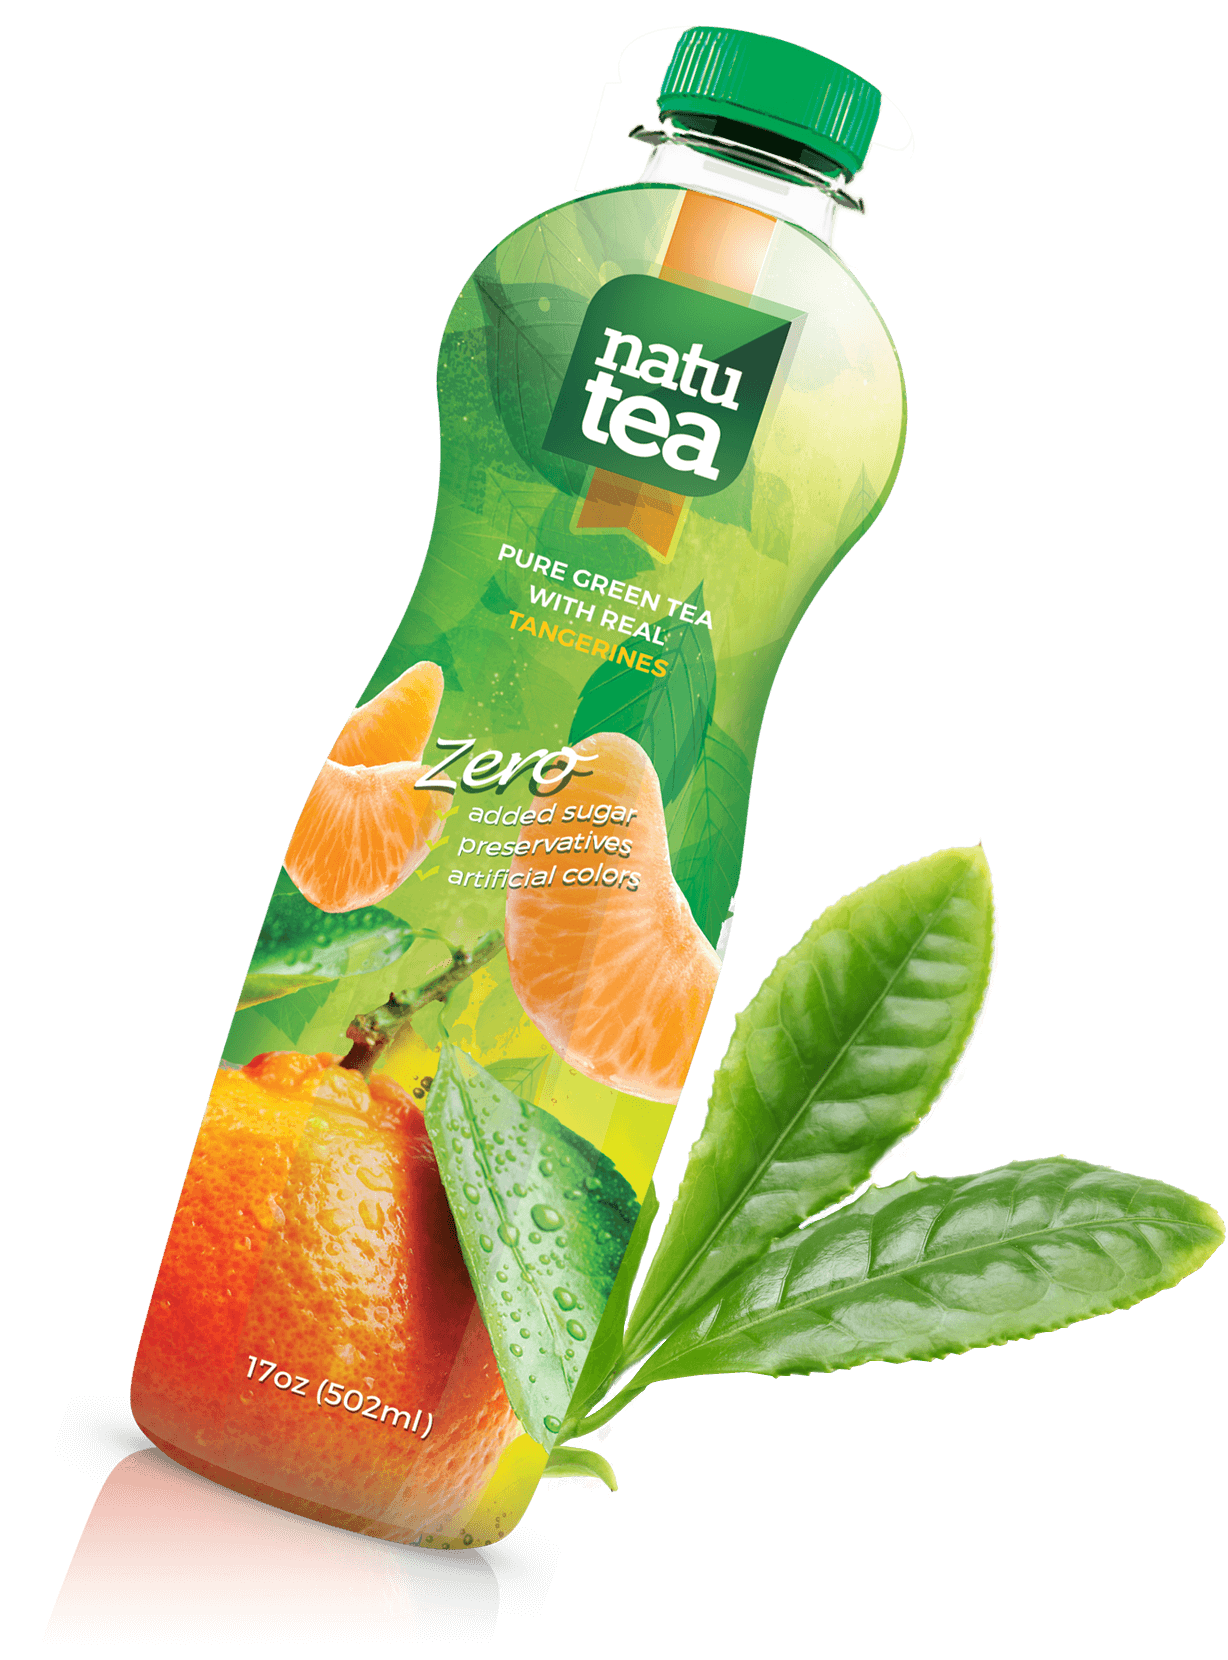 natu
tea
PURE GREEN TEA
WITH REAL
TANGERINES
Zero
added sugar
preservatives
artificial colors
17oz (502ml)